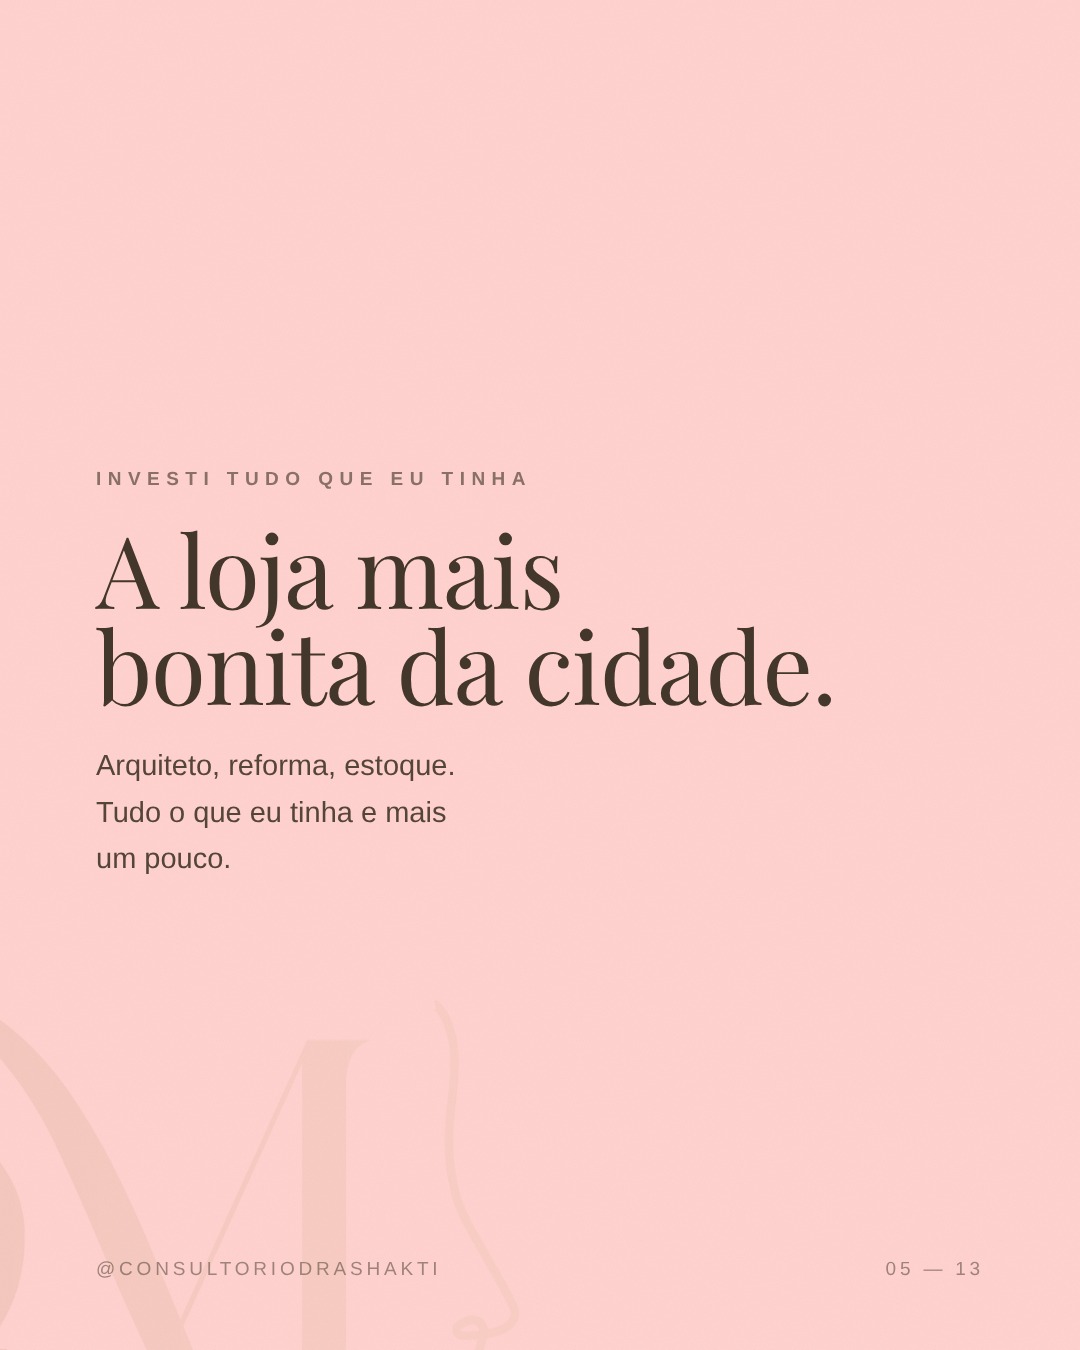 INVESTI TUDO QUE EU TINHA
A loja mais
bonita da cidade.
Arquiteto, reforma, estoque.
Tudo o que eu tinha e mais
um pouco.
@CONSULTORIODRASHAKTI
05 — 13